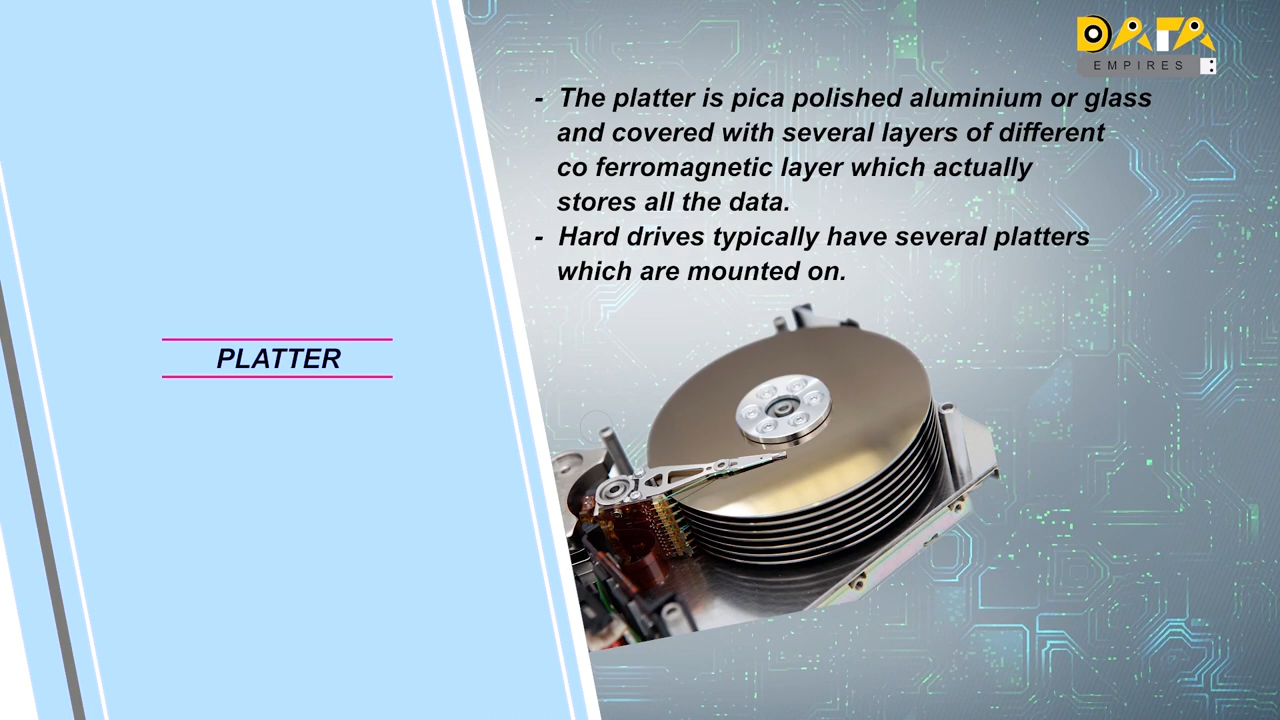 DATA
EMPIRES
- The platter is pica polished aluminium or glass
and covered with several layers of different
co ferromagnetic layer which actually
stores all the data.
- Hard drives typically have several platters
which are mounted on.
PLATTER